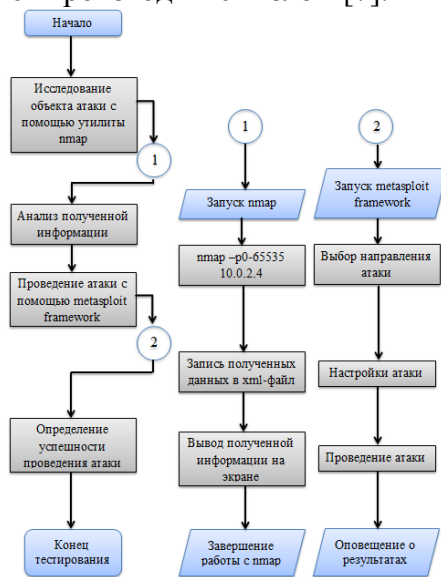 Начало
Исследование
объекта атаки с
помощью утилиты
nmap
1
Анализ полученной
информации
Проведение атаки с
помощью metasploit
framework
2
Определение
успешности
проведения атаки
Конец
тестирования
1
Запуск nmap
nmap –p0-65535
10.0.2.4
Запись полученных
данных в xml-файл
Вывод полученной
информации на
экране
Завершение
работы с nmap
2
Запуск metasploit
framework
Выбор направления
атаки
Настройки атаки
Проведение атаки
Оповещение о
результатах